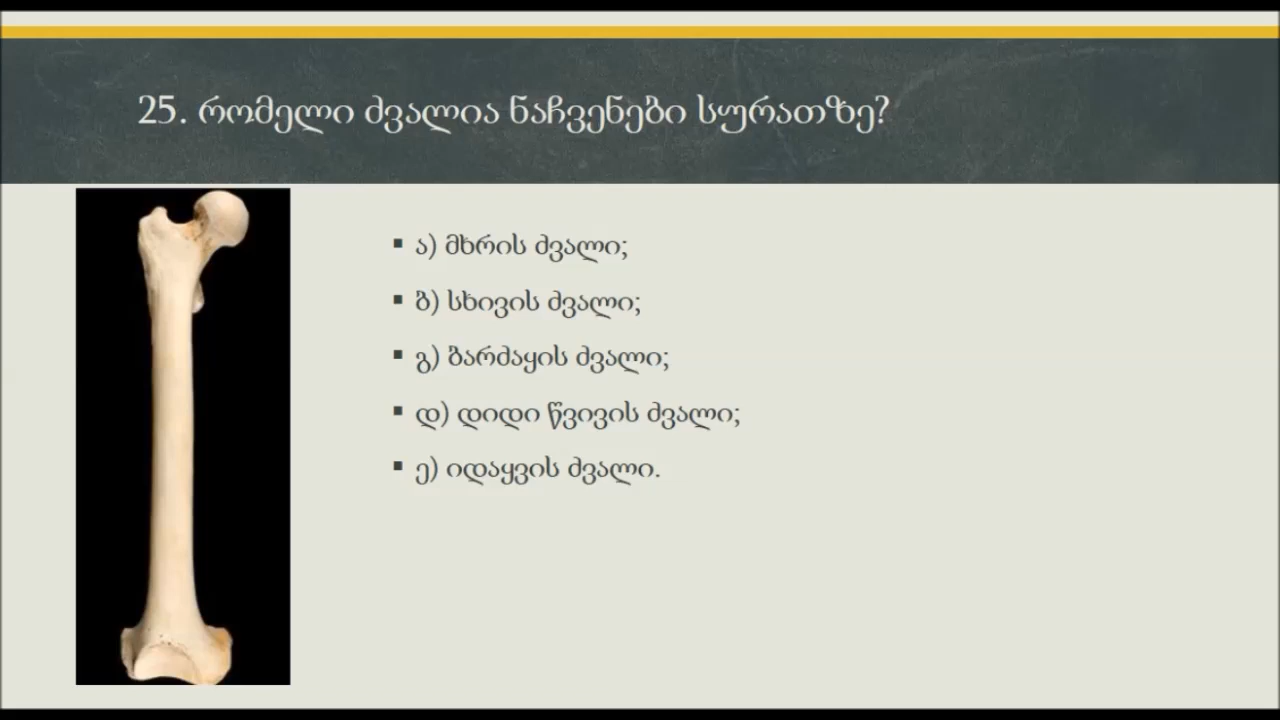 25. რომელი ძვალია ნაჩვენები სურათზე?
▪ ა) მხრის ძვალი;
▪ ბ) სხივის ძვალი;
▪ გ) ბარძაყის ძვალი;
▪ დ) დიდი წვივის ძვალი;
▪ ე) იდაყვის ძვალი.